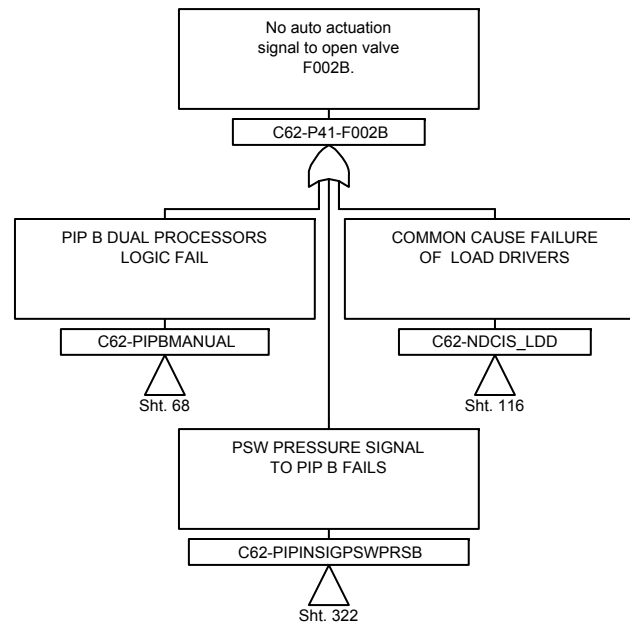 No auto actuation
signal to open valve
F002B.
C62-P41-F002B
PIP B DUAL PROCESSORS
LOGIC FAIL
C62-PIPBMANUAL
Sht. 68
COMMON CAUSE FAILURE
OF LOAD DRIVERS
C62-NDCIS_LDD
Sht. 116
PSW PRESSURE SIGNAL
TO PIP B FAILS
C62-PIPINSIGPSWPRSB
Sht. 322